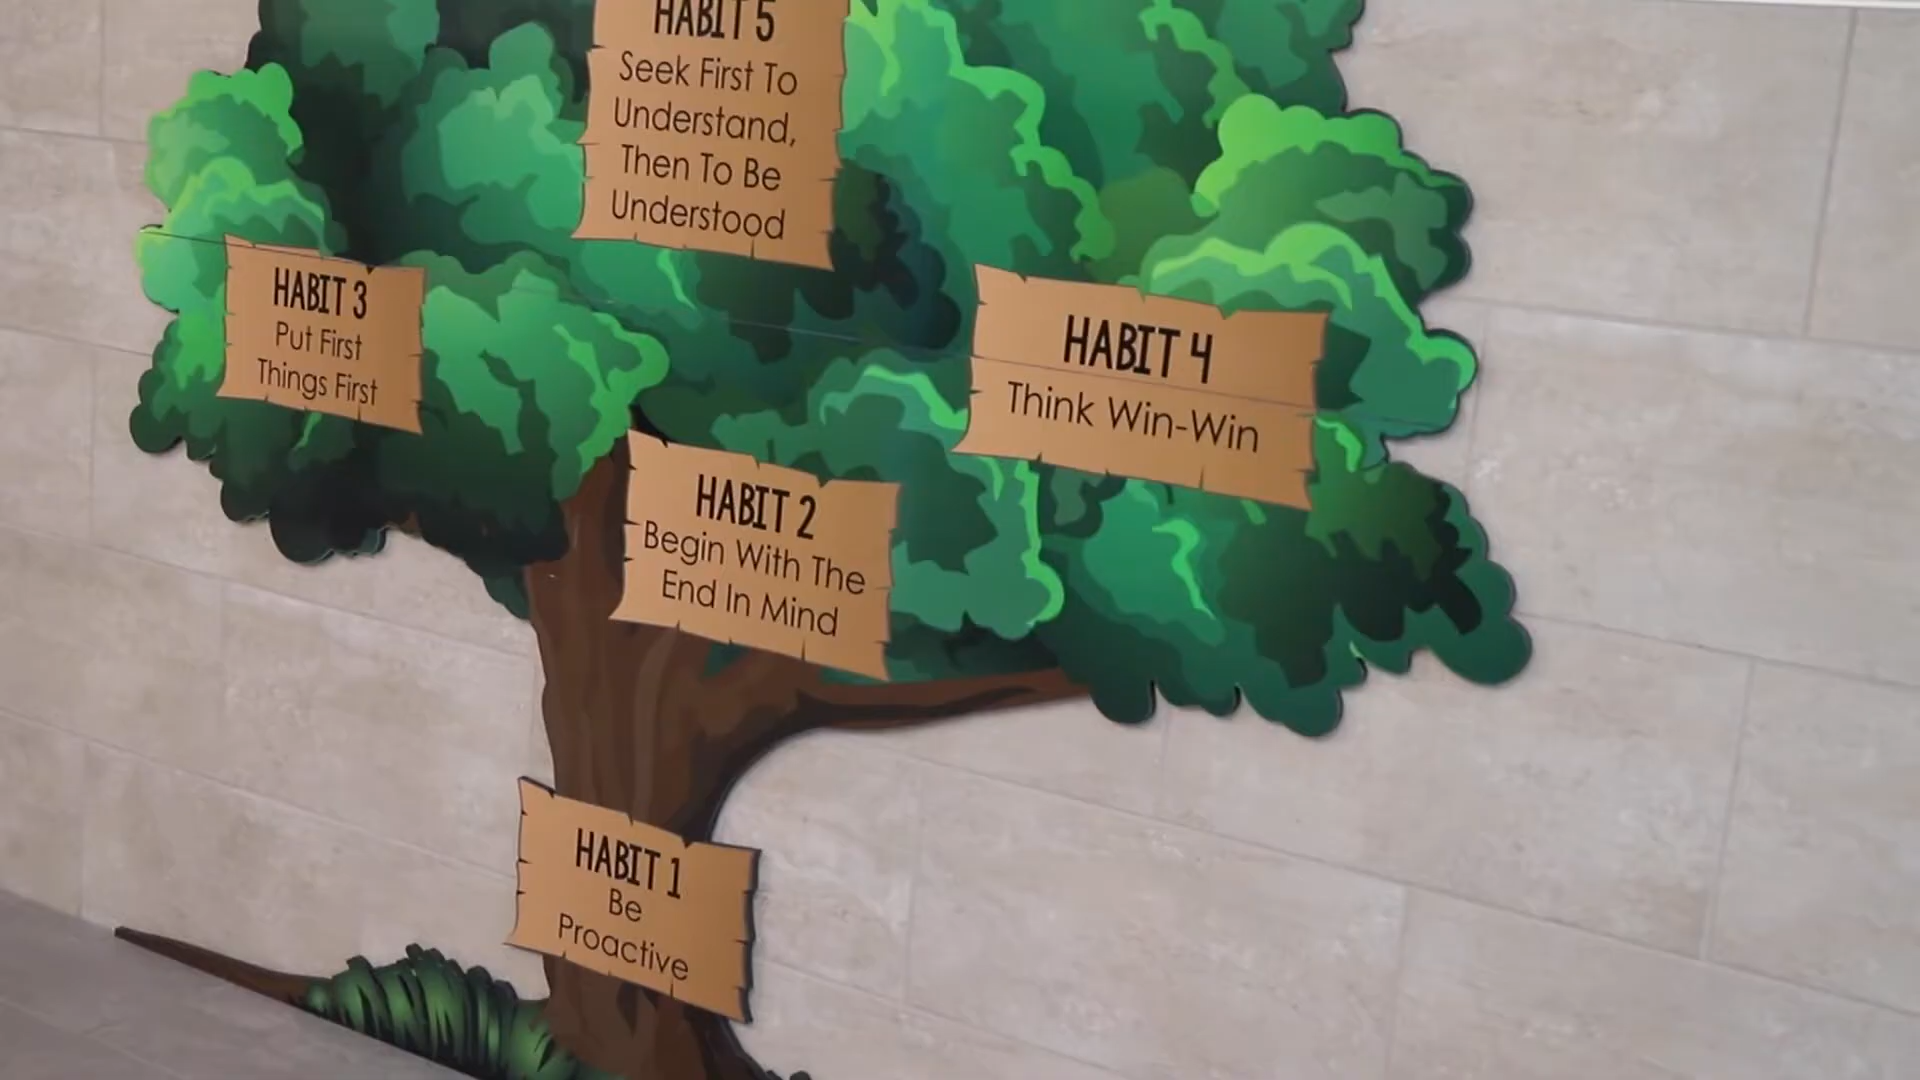 HABIT 5
Seek First To
Understand,
Then To Be
Understood
HABIT 3
Put First
Things First
HABIT 4
Think Win-Win
HABIT 2
Begin With The
End In Mind
HABIT 1
Be
Proactive